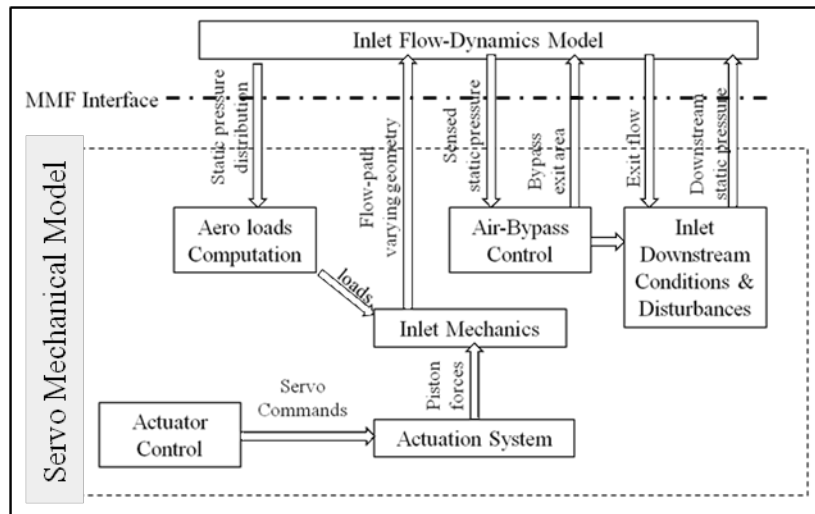 Inlet Flow-Dynamics Model
MMF Interface
Static pressure
distribution
Flow-path
varying geometry
Sensed
static pressure
Bypass
exit area
Exit flow
Downstream
static pressure
Servo Mechanical Model
Aero loads
Computation
Air-Bypass
Control
Inlet
Downstream
Conditions &
Disturbances
loads
Inlet Mechanics
Piston
forces
Servo
Commands
Actuator
Control
Actuation System